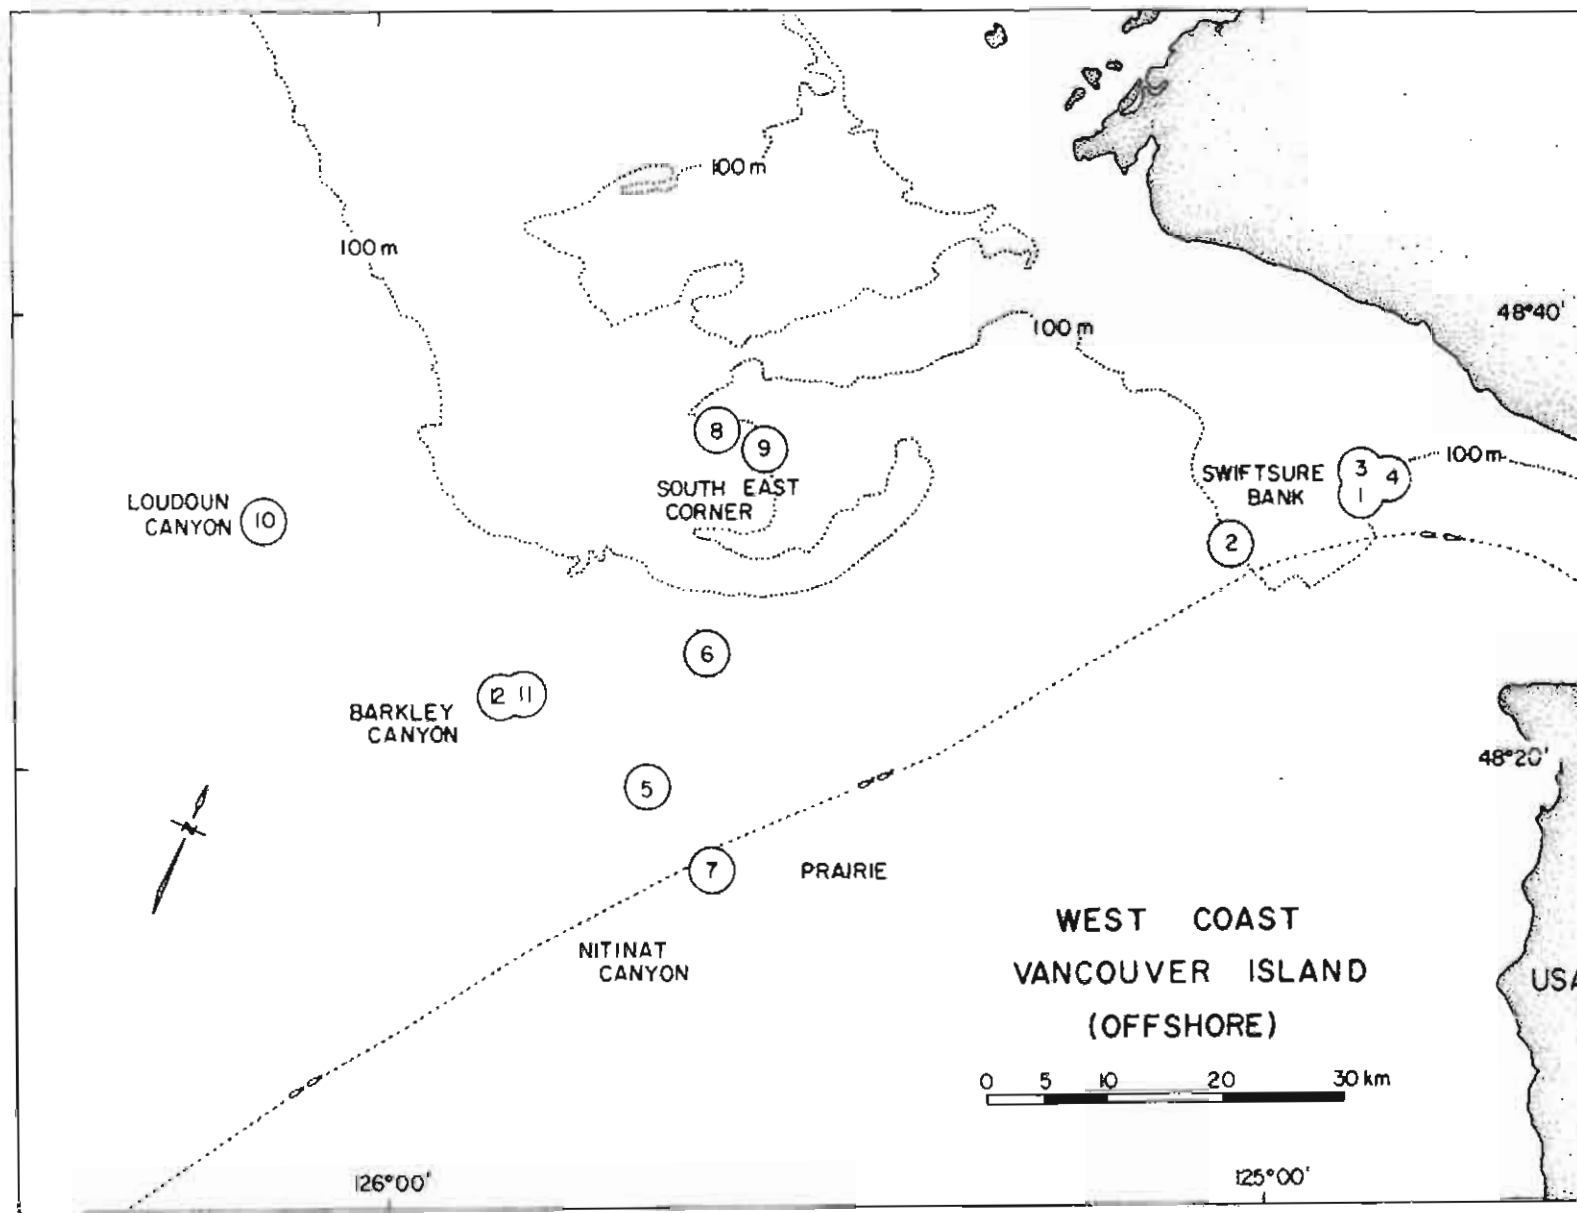 100m
100m
48°40'
100m
8
9
SWIFTSURE
BANK
3
4
1
100m
LOUDOUN
CANYON
10
SOUTH EAST
CORNER
2
6
12
11
BARKLEY
CANYON
48°20'
5
N
7
PRAIRIE
WEST COAST
VANCOUVER ISLAND
(OFFSHORE)
NITINAT
CANYON
USA
0 5 10 20 30 km
126°00'
125°00'